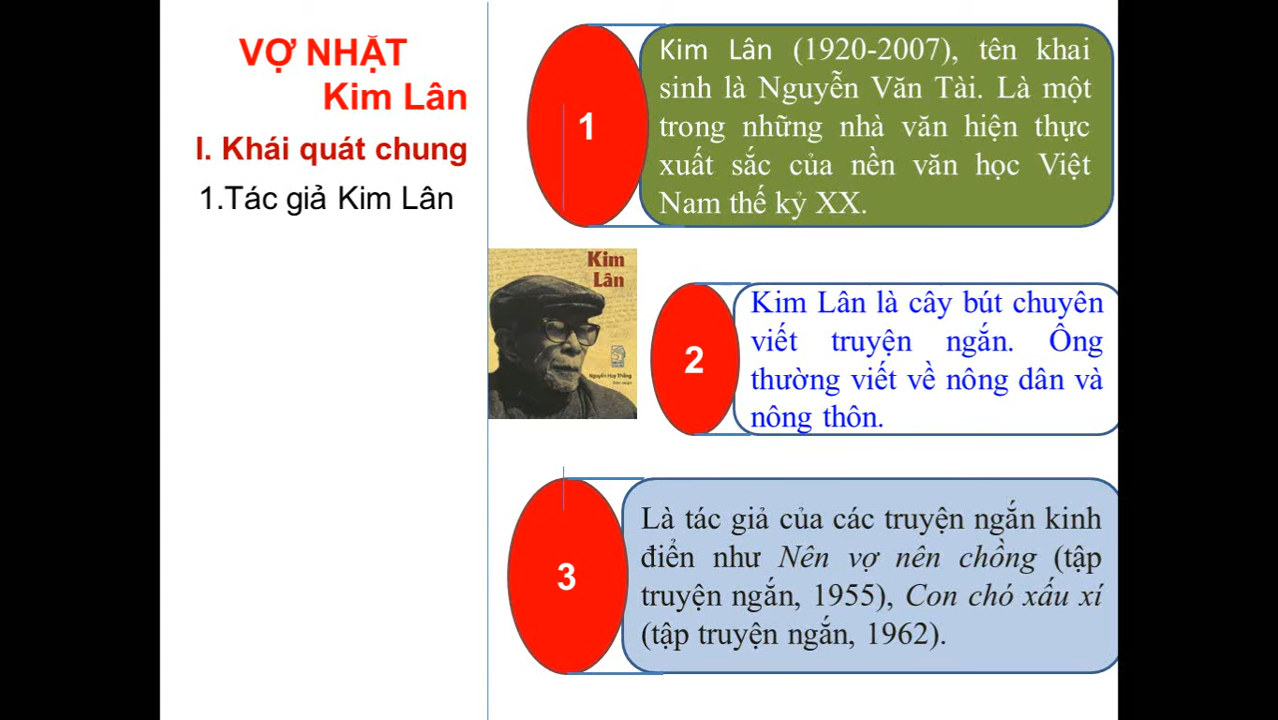 VỢ NHẶT
Kim Lân
I. Khái quát chung
1.Tác giả Kim Lân
1
Kim Lân (1920-2007), tên khai
sinh là Nguyễn Văn Tài. Là một
trong những nhà văn hiện thực
xuất sắc của nền văn học Việt
Nam thế kỷ XX.
Kim
Lân
Nguyễn Huy Thắng
2
Kim Lân là cây bút chuyên
viết truyện ngắn. Ông
thường viết về nông dân và
nông thôn.
3
Là tác giả của các truyện ngắn kinh
điển như Nên vợ nên chồng (tập
truyện ngắn, 1955), Con chó xấu xí
(tập truyện ngắn, 1962).